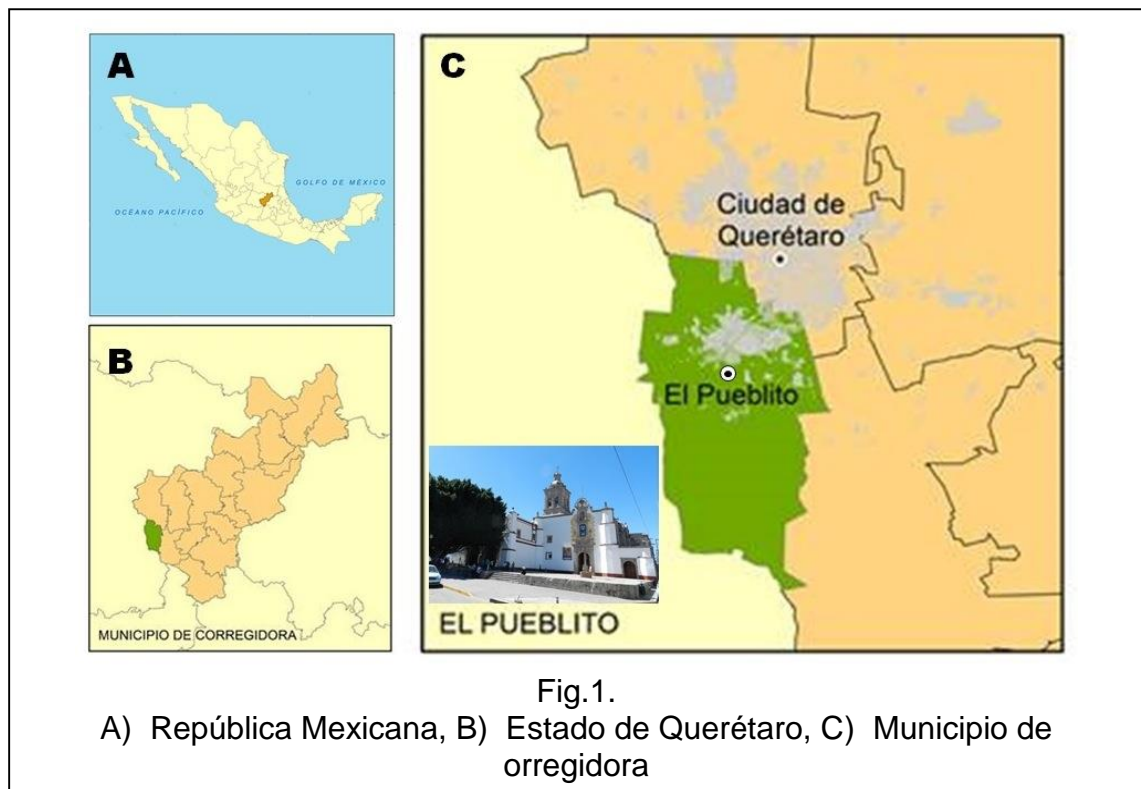 A
GOLFO DE MÉXICO
OCÉANO PACÍFICO
B
MUNICIPIO DE CORREGIDORA
C
Ciudad de
Querétaro
El Pueblito
EL PUEBLITO
Fig.1.
A) República Mexicana, B) Estado de Querétaro, C) Municipio de
orregidora